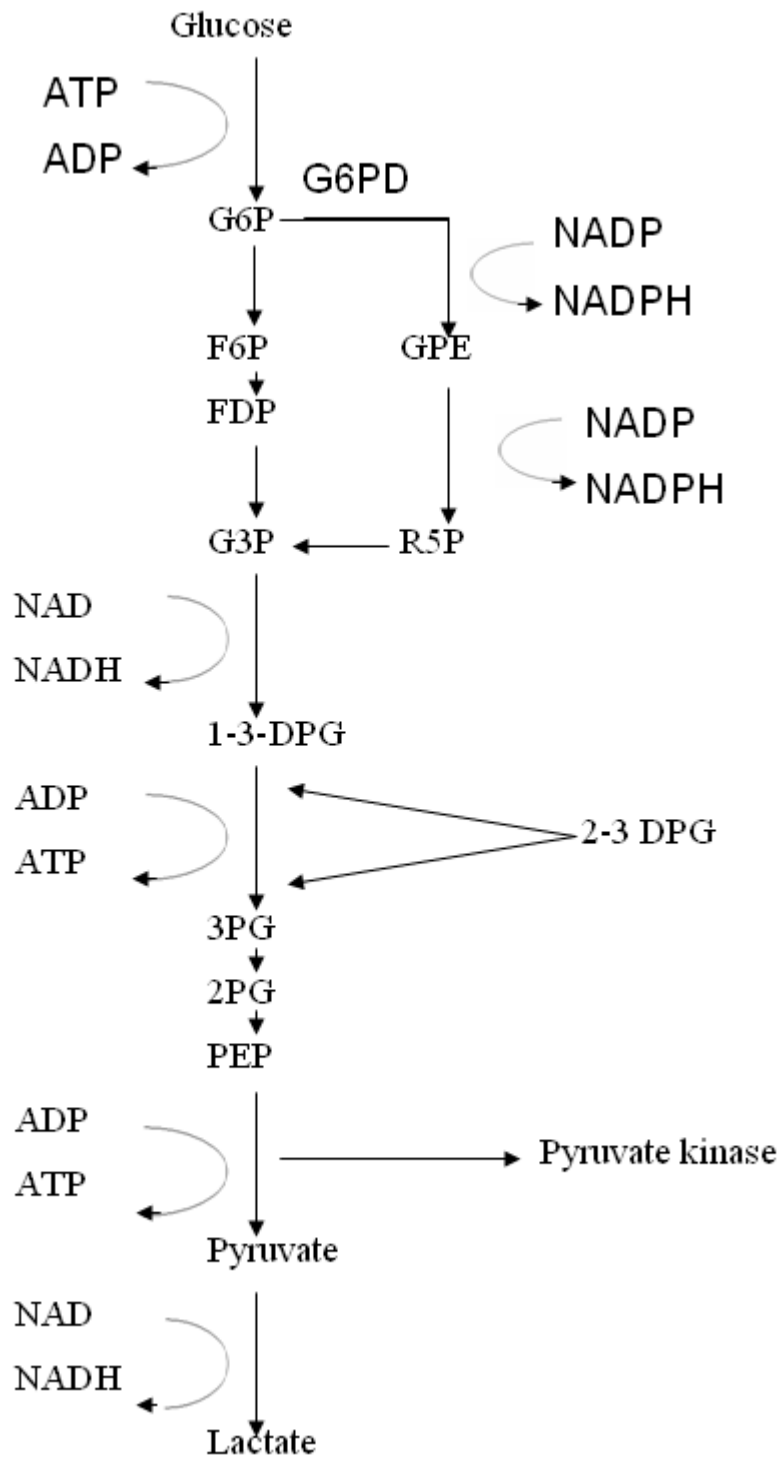 Glucose
ATP
ADP
G6PD
G6P
NADP
NADPH
F6P
GPE
FDP
NADP
NADPH
G3P
R5P
NAD
NADH
1-3-DPG
ADP
2-3 DPG
ATP
3PG
2PG
PEP
ADP
Pyruvate kinase
ATP
Pyruvate
NAD
NADH
Lactate